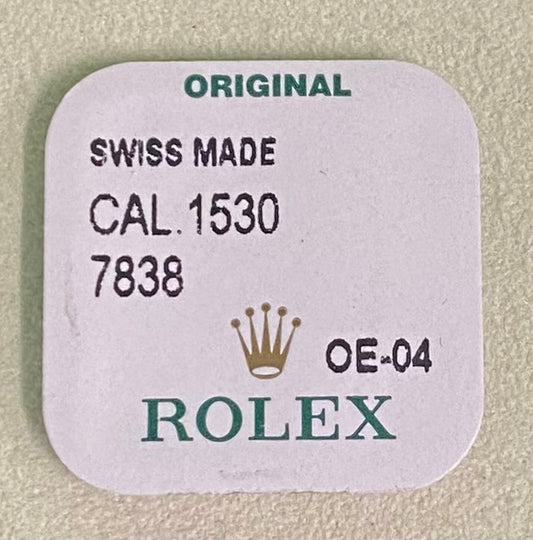 ORIGINAL
SWISS MADE
CAL.1530
7838
OE-04
ROLEX